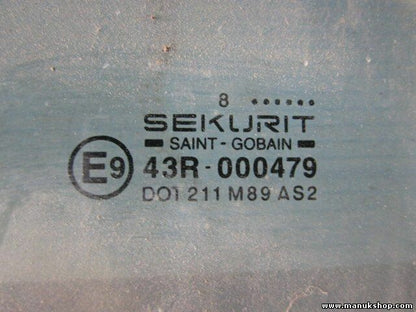 8 ••••••
SEKURIT
SAINT-GOBAIN
E9 43R-000479
DOT 211 M89 AS2
www.manukshop.com